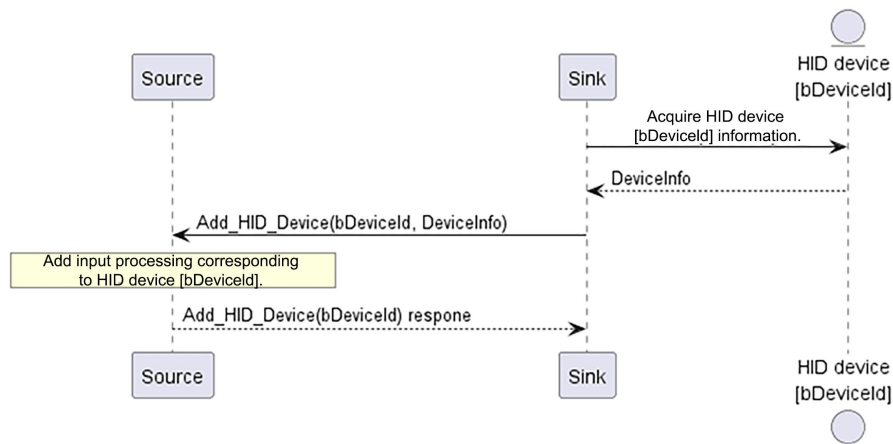 Source
Sink
HID device
[bDeviceId]
Acquire HID device
[bDeviceId] information.
DeviceInfo
Add_HID_Device(bDeviceId, DeviceInfo)
Add input processing corresponding
to HID device [bDeviceId].
Add_HID_Device(bDeviceId) respone
Source
Sink
HID device
[bDeviceId]